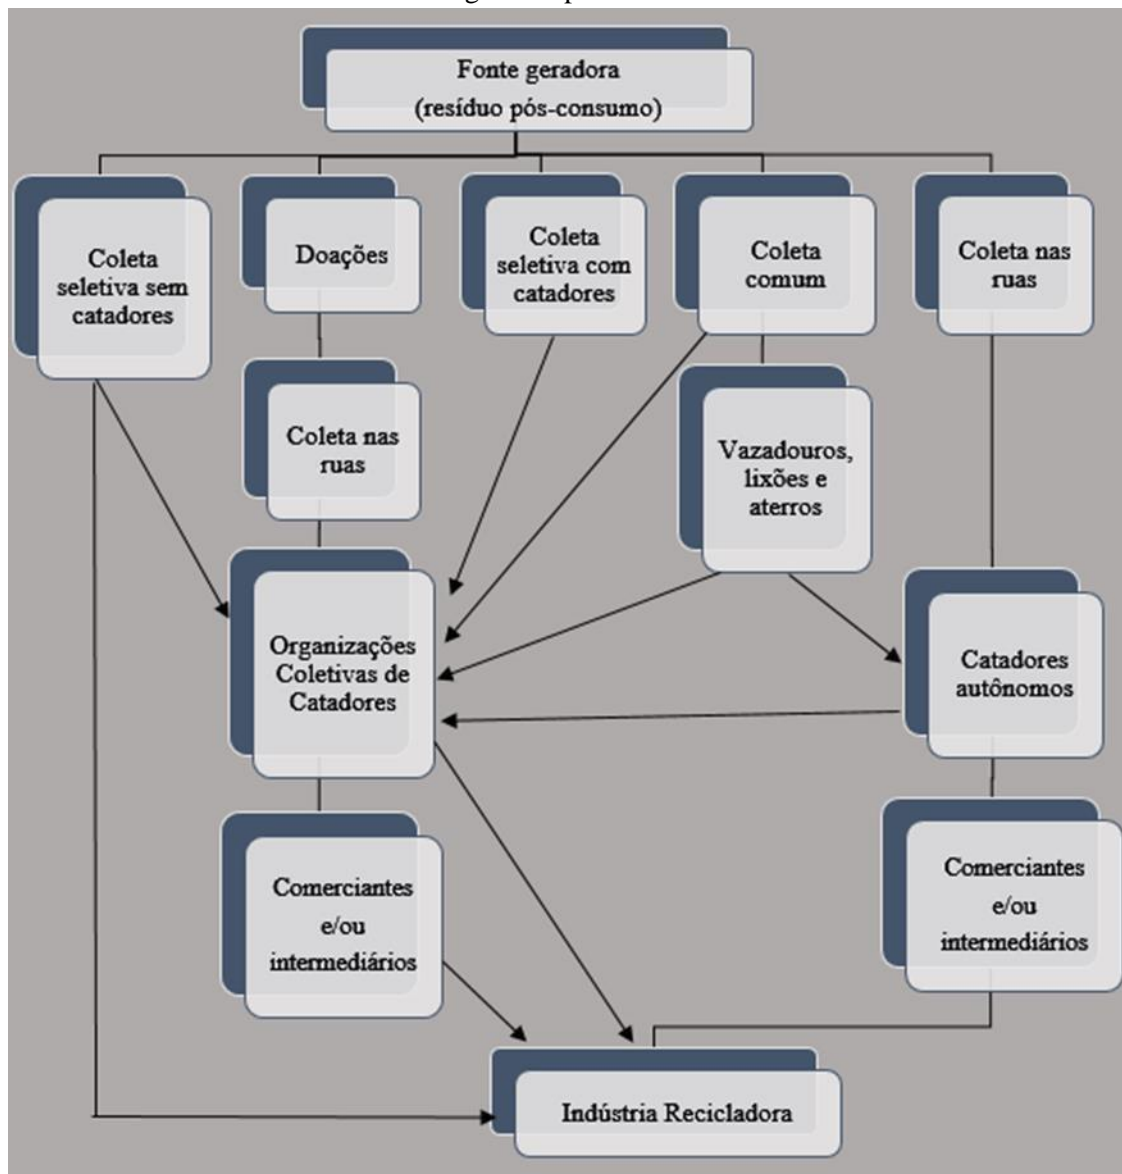 Fonte geradora
(resíduo pós-consumo)
Coleta
seletiva sem
catadores
Doações
Coleta
seletiva com
catadores
Coleta
comum
Coleta nas
ruas
Coleta nas
ruas
Vazadouros,
lixões e
aterros
Organizações
Coletivas de
Catadores
Catadores
autônomos
Comerciantes
e/ou
intermediários
Comerciantes
e/ou
intermediários
Indústria Recicladora